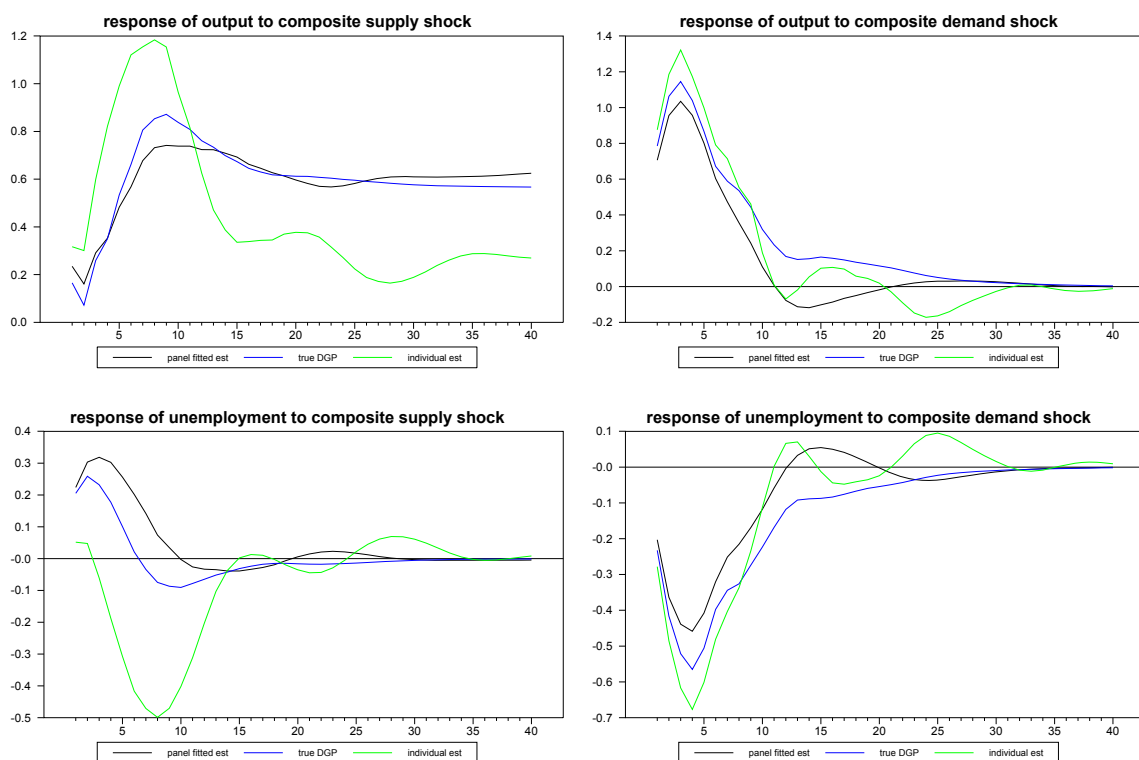 response of output to composite supply shock
1.2
1.0
0.8
0.6
0.4
0.2
0.0
5 10 15 20 25 30 35 40
panel fitted est true DGP individual est
response of output to composite demand shock
1.4
1.2
1.0
0.8
0.6
0.4
0.2
0.0
-0.2
5 10 15 20 25 30 35 40
panel fitted est true DGP individual est
response of unemployment to composite supply shock
0.4
0.3
0.2
0.1
-0.0
-0.1
-0.2
-0.3
-0.4
-0.5
5 10 15 20 25 30 35 40
panel fitted est true DGP individual est
response of unemployment to composite demand shock
0.1
-0.0
-0.1
-0.2
-0.3
-0.4
-0.5
-0.6
-0.7
5 10 15 20 25 30 35 40
panel fitted est true DGP individual est